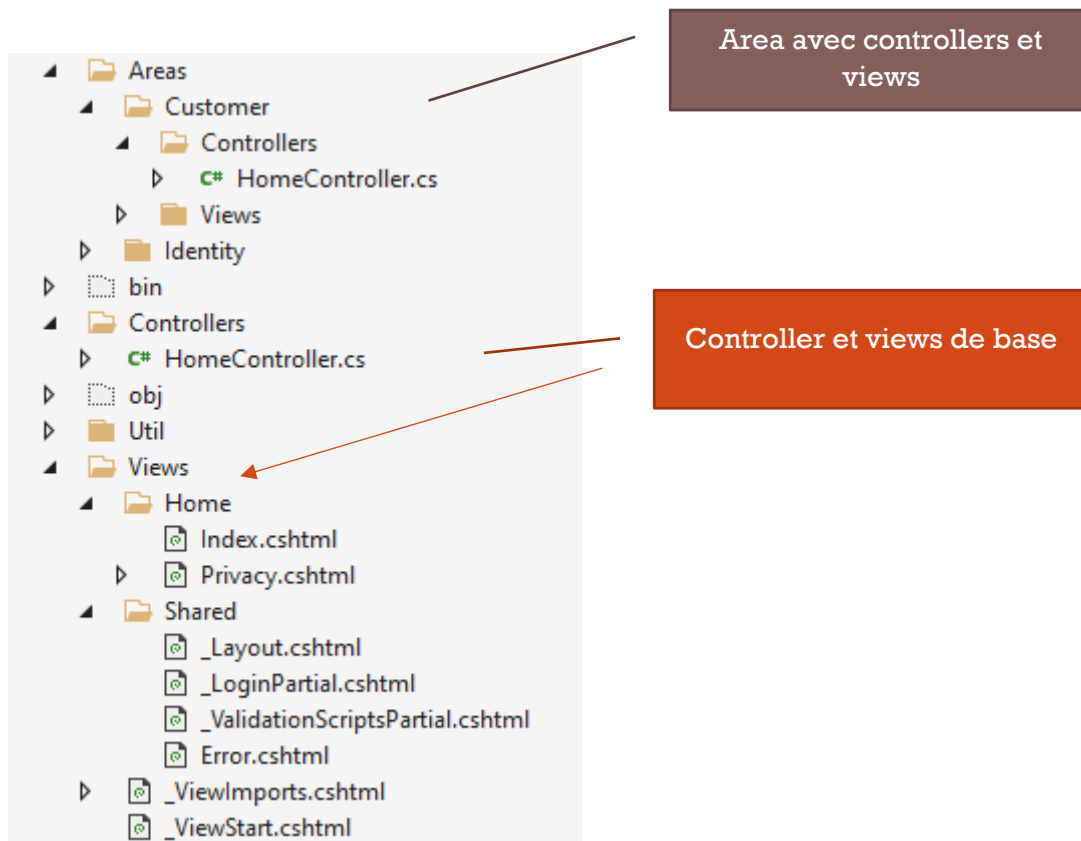 Area avec controllers et
views
Areas
Customer
Controllers
C# HomeController.cs
Views
Identity
bin
Controllers
C# HomeController.cs
obj
Util
Views
Home
Index.cshtml
Privacy.cshtml
Shared
_Layout.cshtml
_LoginPartial.cshtml
_ValidationScriptsPartial.cshtml
Error.cshtml
_ViewImports.cshtml
_ViewStart.cshtml
Controller et views de base